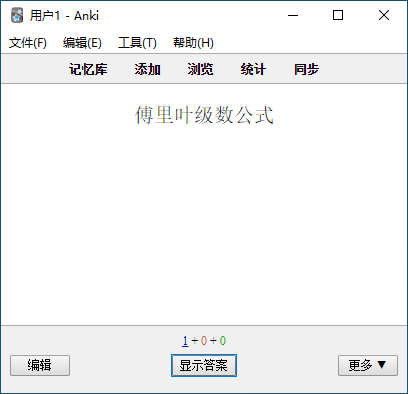 用户1 - Anki
文件(F) 编辑(E) 工具(T) 帮助(H)
记忆库 添加 浏览 统计 同步
傅里叶级数公式
1 + 0 + 0
编辑 显示答案 更多 ▼